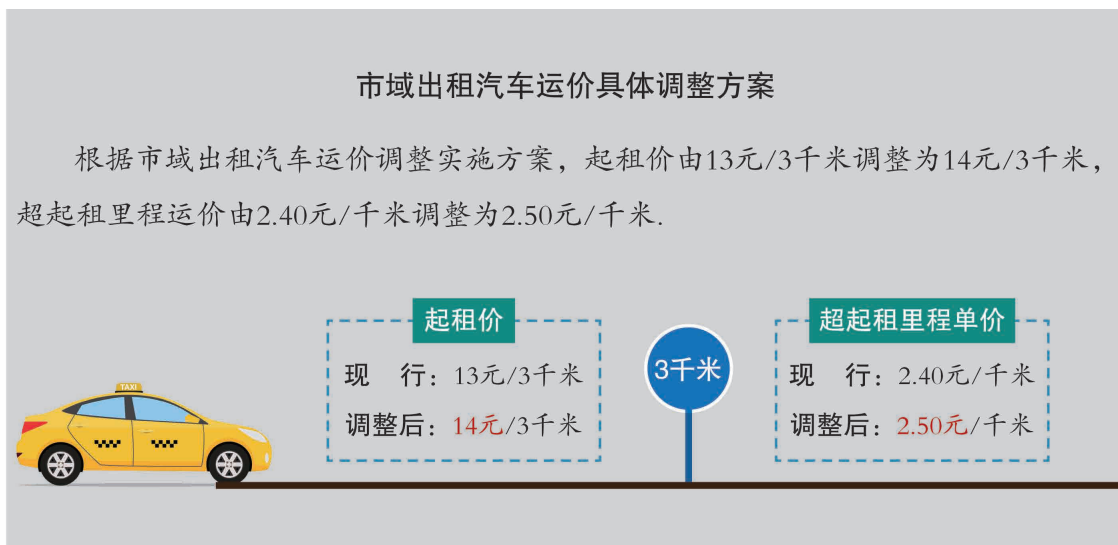 市域出租汽车运价具体调整方案
根据市域出租汽车运价调整实施方案，起租价由13元/3千米调整为14元/3千米，
超起租里程运价由2.40元/千米调整为2.50元/千米.
起租价
现 行：13元/3千米
调整后：14元/3千米
3千米
超起租里程单价
现 行：2.40元/千米
调整后：2.50元/千米
TAXI